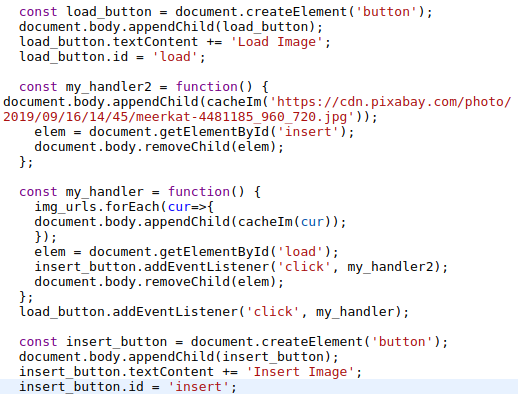 const load_button = document.createElement('button');
document.body.appendChild(load_button);
load_button.textContent += 'Load Image';
load_button.id = 'load';
const my_handler2 = function() {
document.body.appendChild(cacheIm('https://cdn.pixabay.com/photo/
2019/09/16/14/45/meerkat-4481185_960_720.jpg'));
elem = document.getElementById('insert');
document.body.removeChild(elem);
};
const my_handler = function() {
img_urls.forEach(cur=>{
document.body.appendChild(cacheIm(cur));
});
elem = document.getElementById('load');
insert_button.addEventListener('click', my_handler2);
document.body.removeChild(elem);
};
load_button.addEventListener('click', my_handler);
const insert_button = document.createElement('button');
document.body.appendChild(insert_button);
insert_button.textContent += 'Insert Image';
insert_button.id = 'insert';